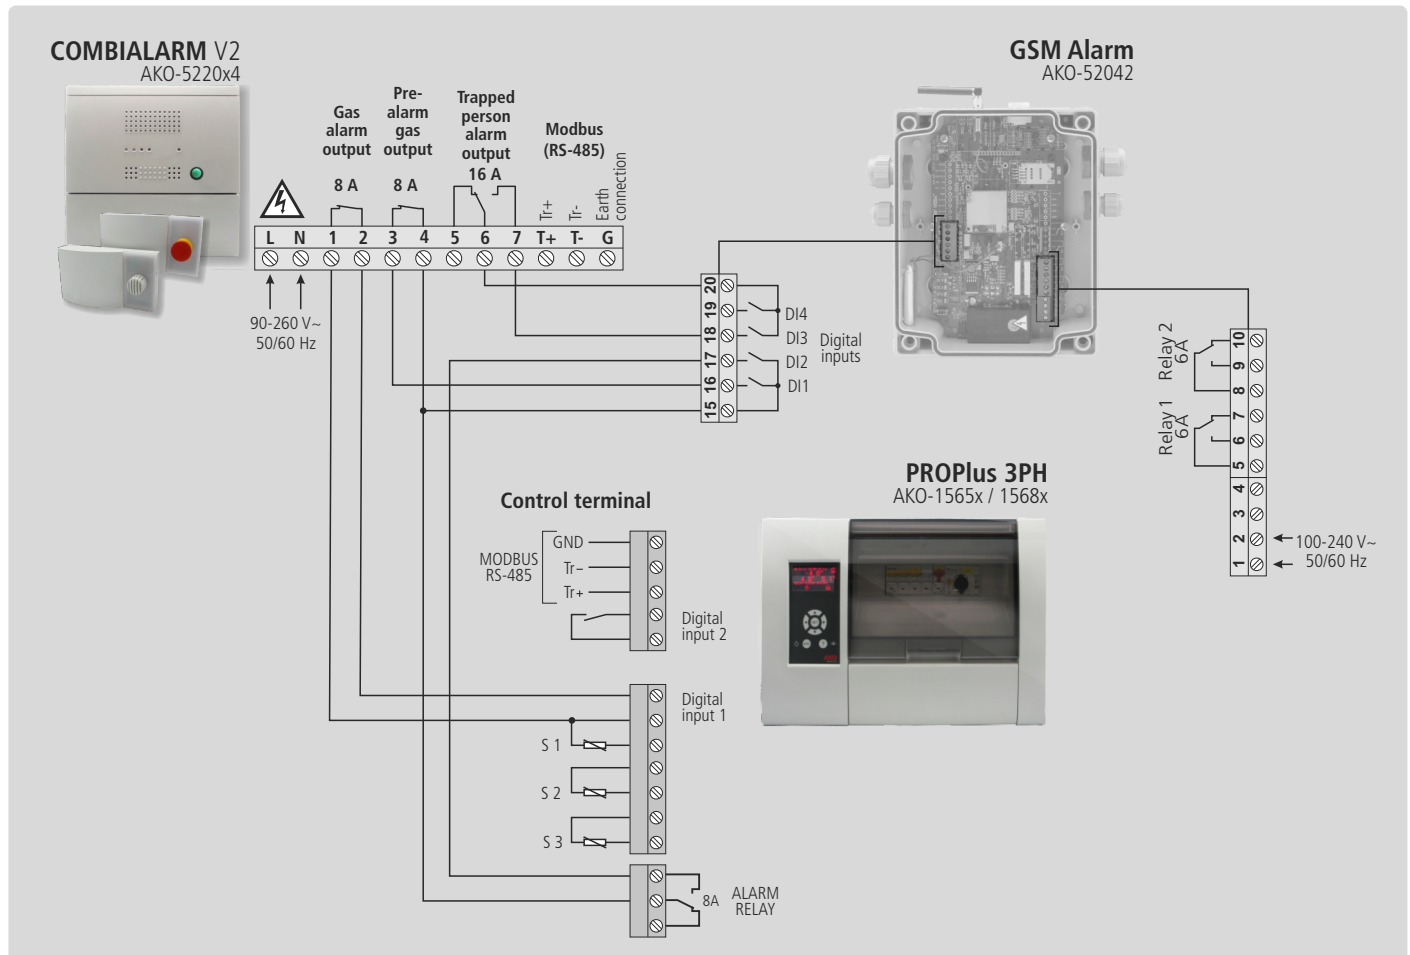 COMBIALARM V2
AKO-5220x4
GSM Alarm
AKO-52042
Gas
alarm
output
8 A
Pre-
alarm
gas
output
8 A
Trapped
person
alarm
output
16 A
Modbus
(RS-485)
Tr+
Tr-
Earth
connection
L N 1 2 3 4 5 6 7 T+ T- G
90-260 V~
50/60 Hz
20
19
18
17
16
15
DI4
DI3
DI2
DI1
Digital
inputs
Relay 2
6A
Relay 1
6A
10
9
8
7
6
5
4
3
2
1
100-240 V~
50/60 Hz
PROPlus 3PH
AKO-1565x / 1568x
Control terminal
MODBUS
RS-485
GND
Tr–
Tr+
Digital
input 2
Digital
input 1
S 1
S 2
S 3
8A
ALARM
RELAY